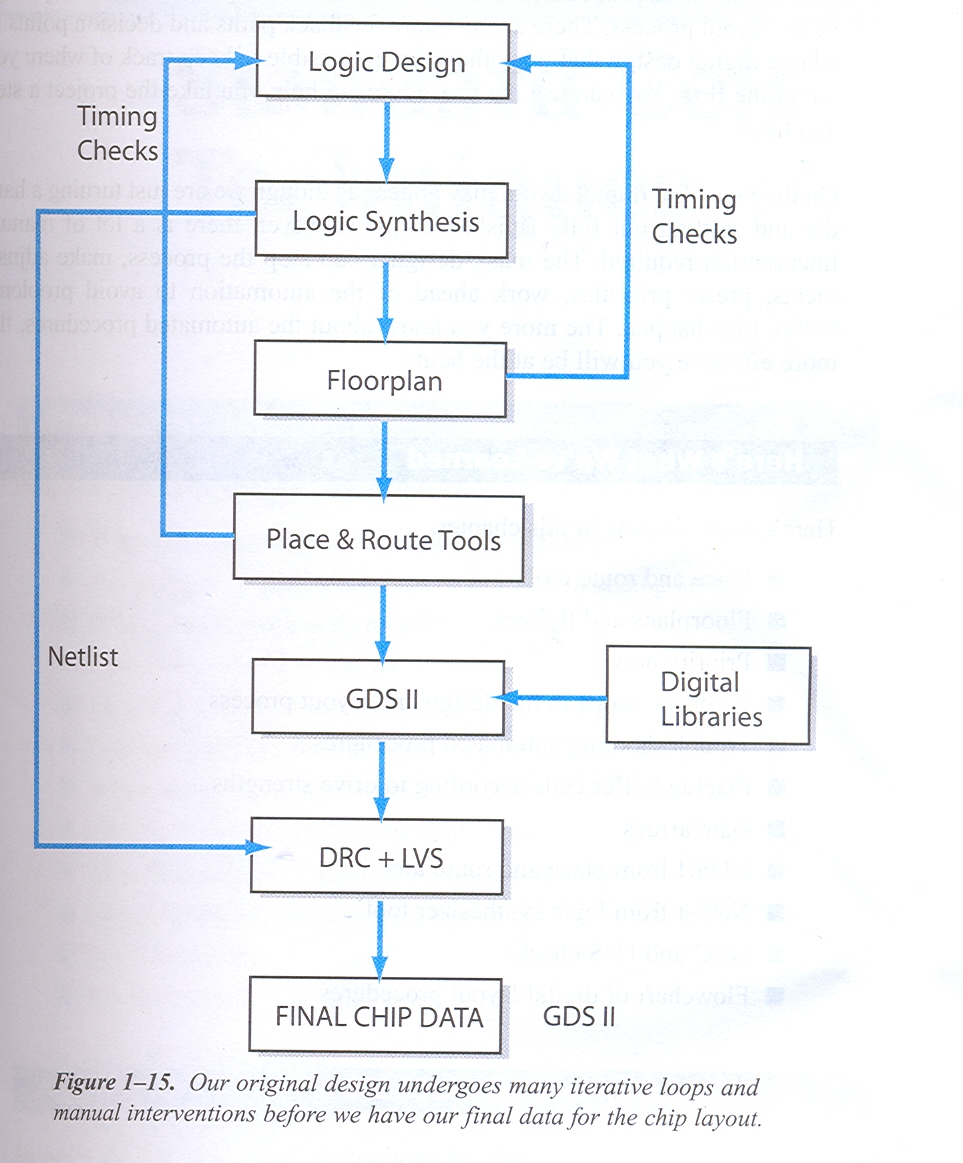 Logic Design
Timing
Checks
Logic Synthesis
Timing
Checks
Floorplan
Place & Route Tools
Netlist
GDS II
Digital
Libraries
DRC + LVS
FINAL CHIP DATA
GDS II
Figure 1–15. Our original design undergoes many iterative loops and
manual interventions before we have our final data for the chip layout.